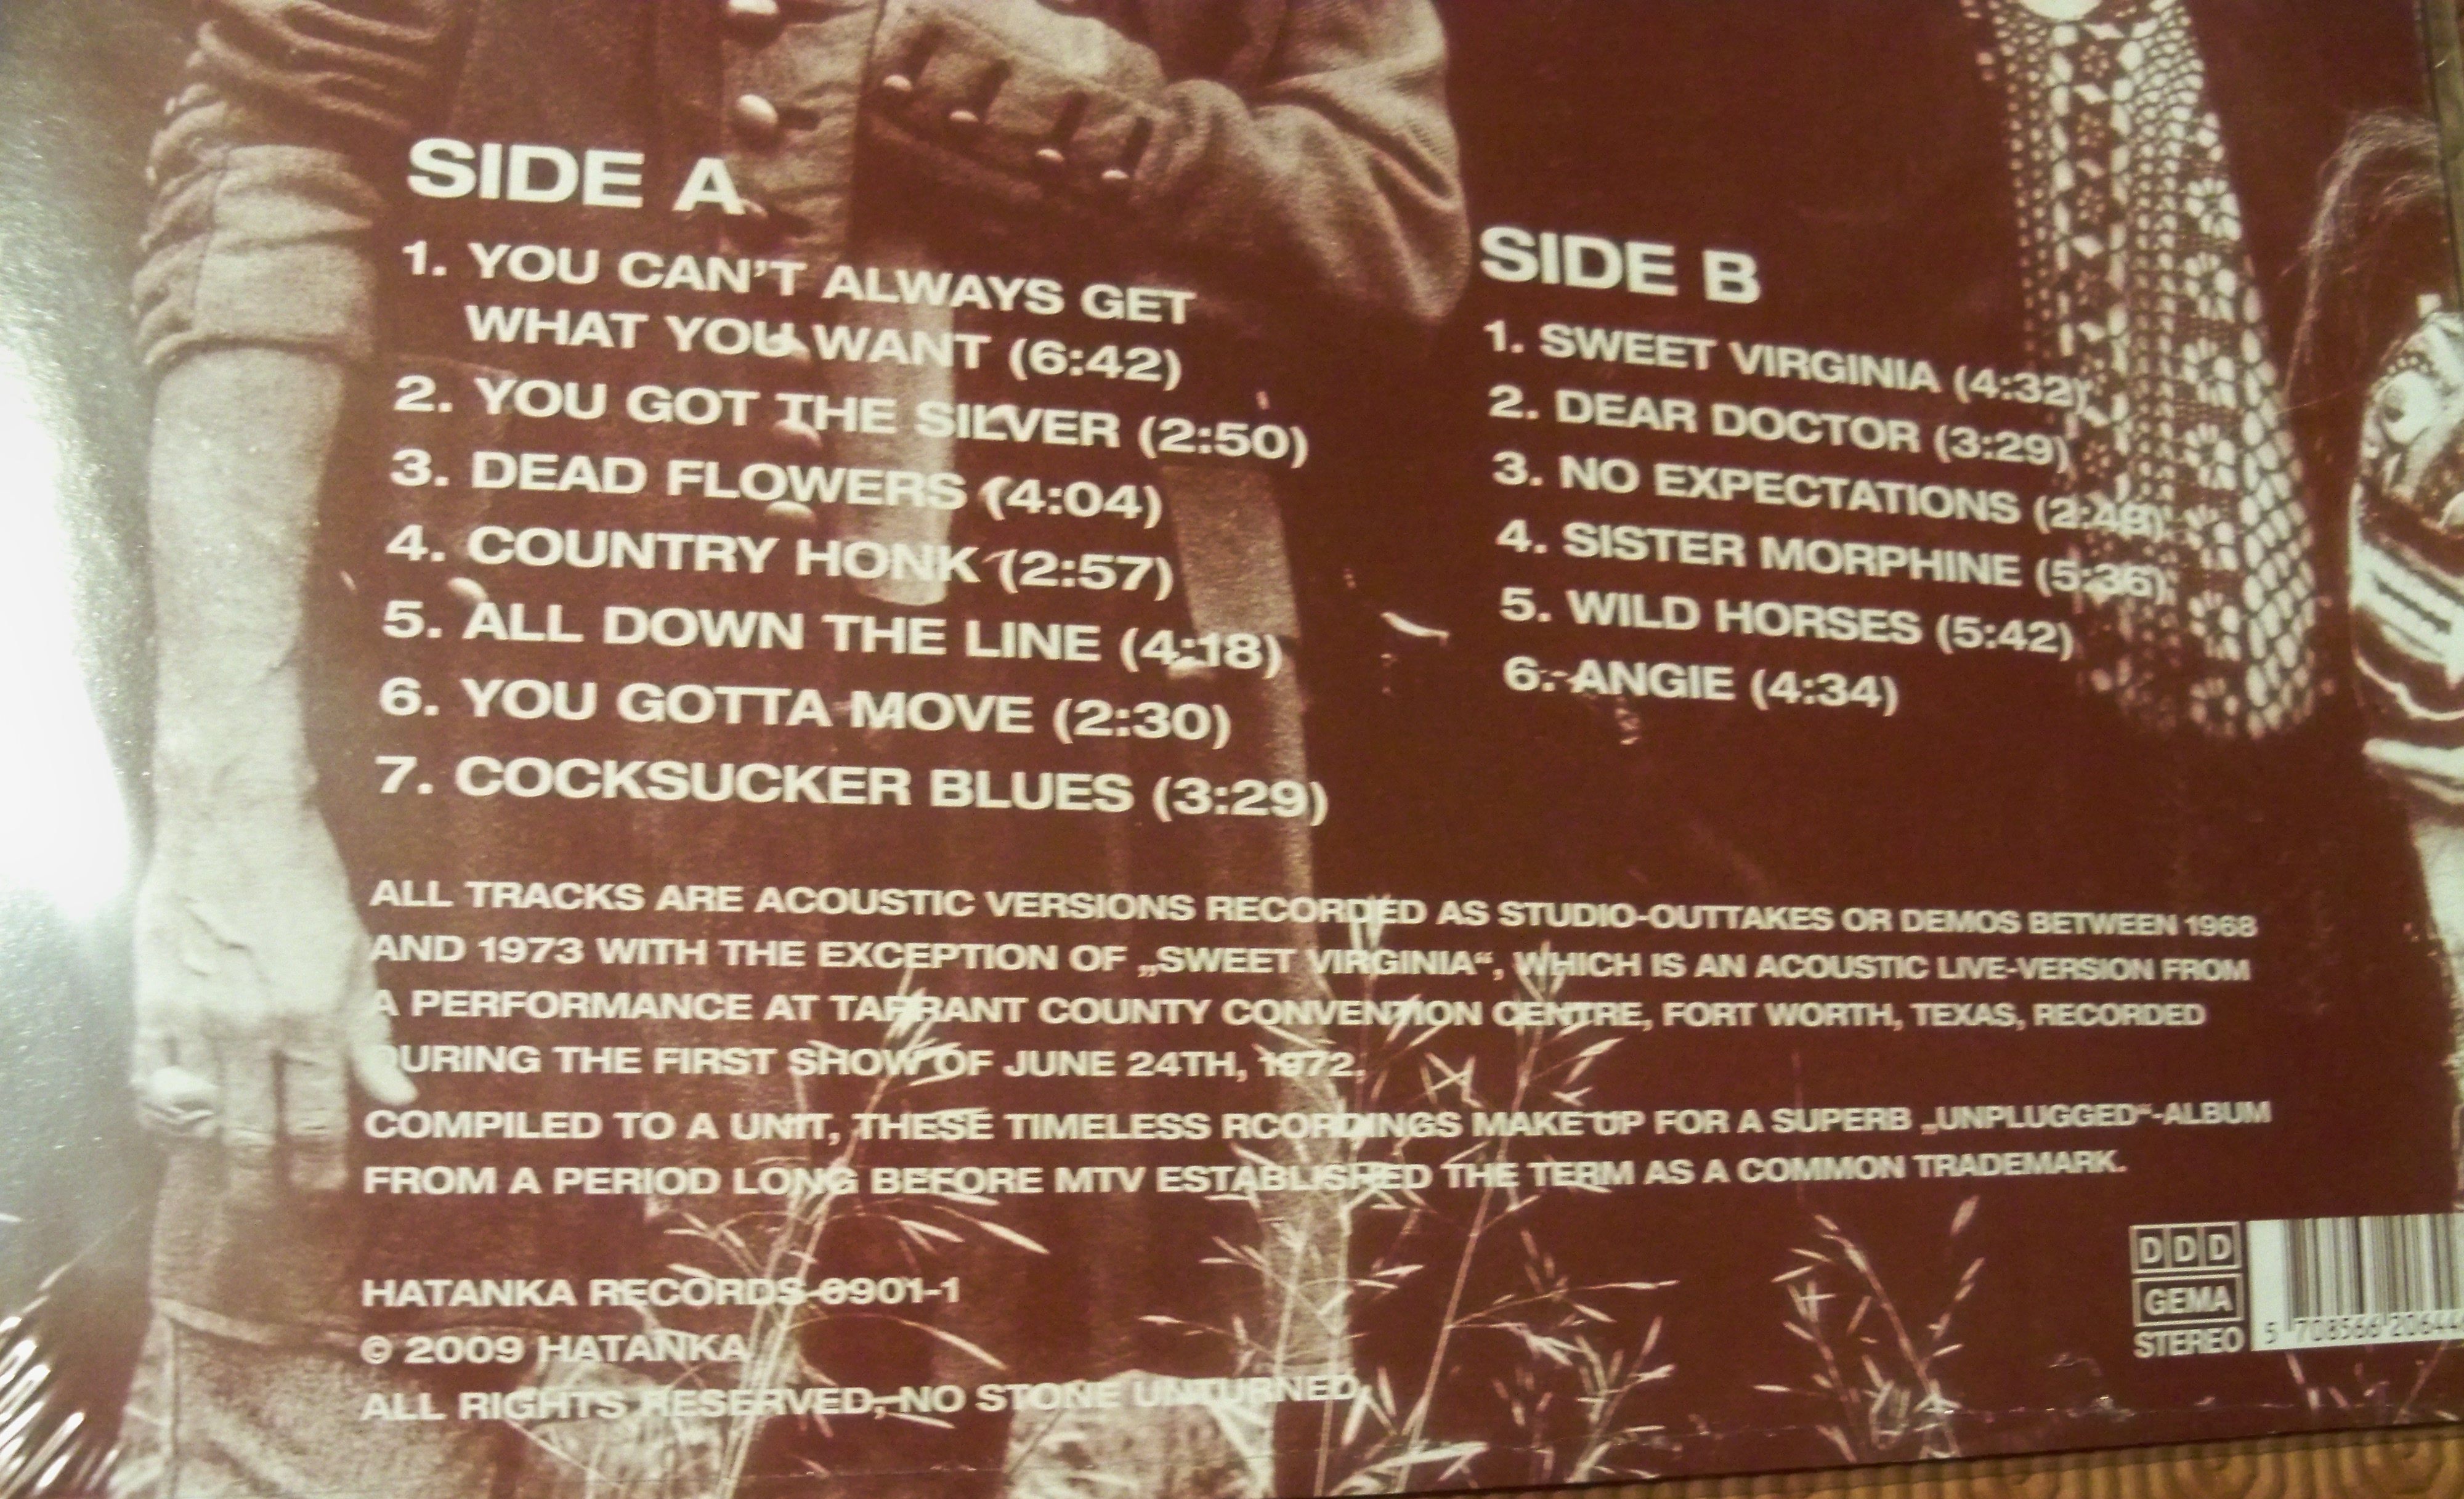 SIDE A
1. YOU CAN'T ALWAYS GET
WHAT YOU WANT (6:42)
2. YOU GOT THE SILVER (2:50)
3. DEAD FLOWERS (4:04)
4. COUNTRY HONK (2:57)
5. ALL DOWN THE LINE (4:18)
6. YOU GOTTA MOVE (2:30)
7. COCKSUCKER BLUES (3:29)
SIDE B
1. SWEET VIRGINIA (4:32)
2. DEAR DOCTOR (3:29)
3. NO EXPECTATIONS
4. SISTER MORPHINE (5:36)
5. WILD HORSES (5:42)
6. ANGIE (4:34)
ALL TRACKS ARE ACOUSTIC VERSIONS RECORDED AS STUDIO-OUTTAKES OR DEMOS BETWEEN 1968
AND 1973 WITH THE EXCEPTION OF „SWEET VIRGINIA“, WHICH IS AN ACOUSTIC LIVE-VERSION FROM
A PERFORMANCE AT TARRANT COUNTY CONVENTION CENTRE, FORT WORTH, TEXAS, RECORDED
DURING THE FIRST SHOW OF JUNE 24TH, 1972.
COMPILED TO A UNIT, THESE TIMELESS RCORDINGS MAKE UP FOR A SUPERB „UNPLUGGED“-ALBUM
FROM A PERIOD LONG BEFORE MTV ESTABLISHED THE TERM AS A COMMON TRADEMARK.
HATANKA RECORDS 0901-1
© 2009 HATANKA
ALL RIGHTS RESERVED, NO STONE UNTURNED.
DDD
GEMA
STEREO
5 708566 20644